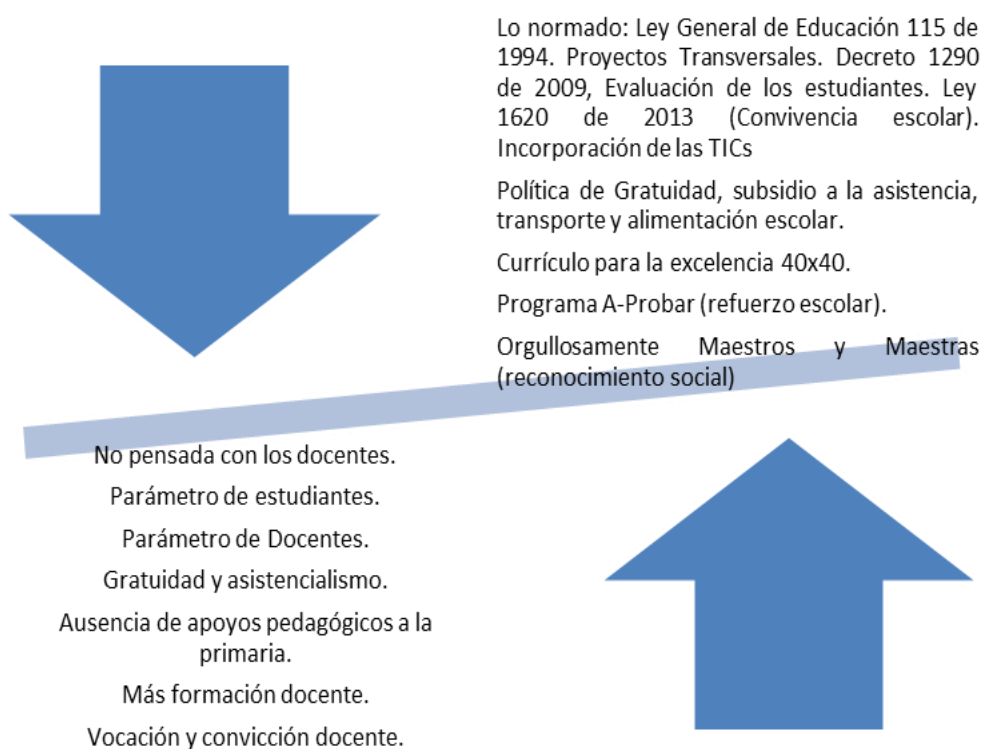 Lo normado: Ley General de Educación 115 de
1994. Proyectos Transversales. Decreto 1290
de 2009, Evaluación de los estudiantes. Ley
1620 de 2013 (Convivencia escolar).
Incorporación de las TICs
Política de Gratuidad, subsidio a la asistencia,
transporte y alimentación escolar.
Currículo para la excelencia 40x40.
Programa A-Probar (refuerzo escolar).
Orgullosamente Maestros y Maestras
(reconocimiento social)
No pensada con los docentes.
Parámetro de estudiantes.
Parámetro de Docentes.
Gratuidad y asistencialismo.
Ausencia de apoyos pedagógicos a la
primaria.
Más formación docente.
Vocación y convicción docente.